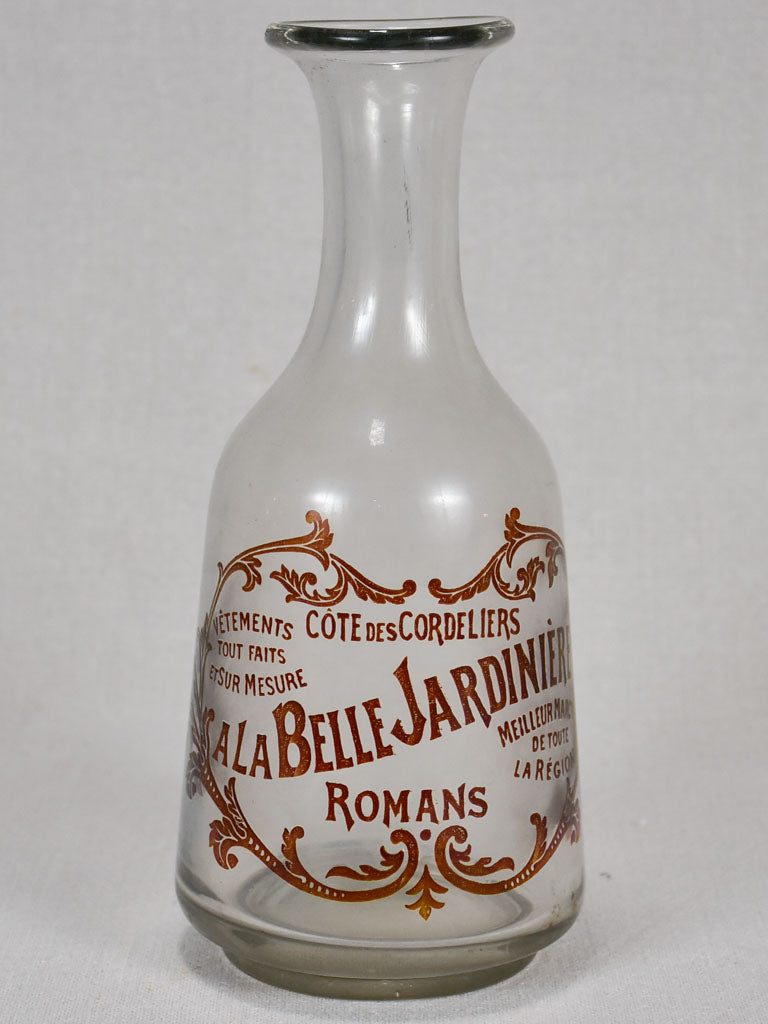 VÊTEMENTS
TOUT FAITS
ET SUR MESURE
CÔTE DES CORDELIERS
A LA BELLE JARDINIÈRE
MEILLEUR
DE TOUTE
LA RÉGION
ROMANS